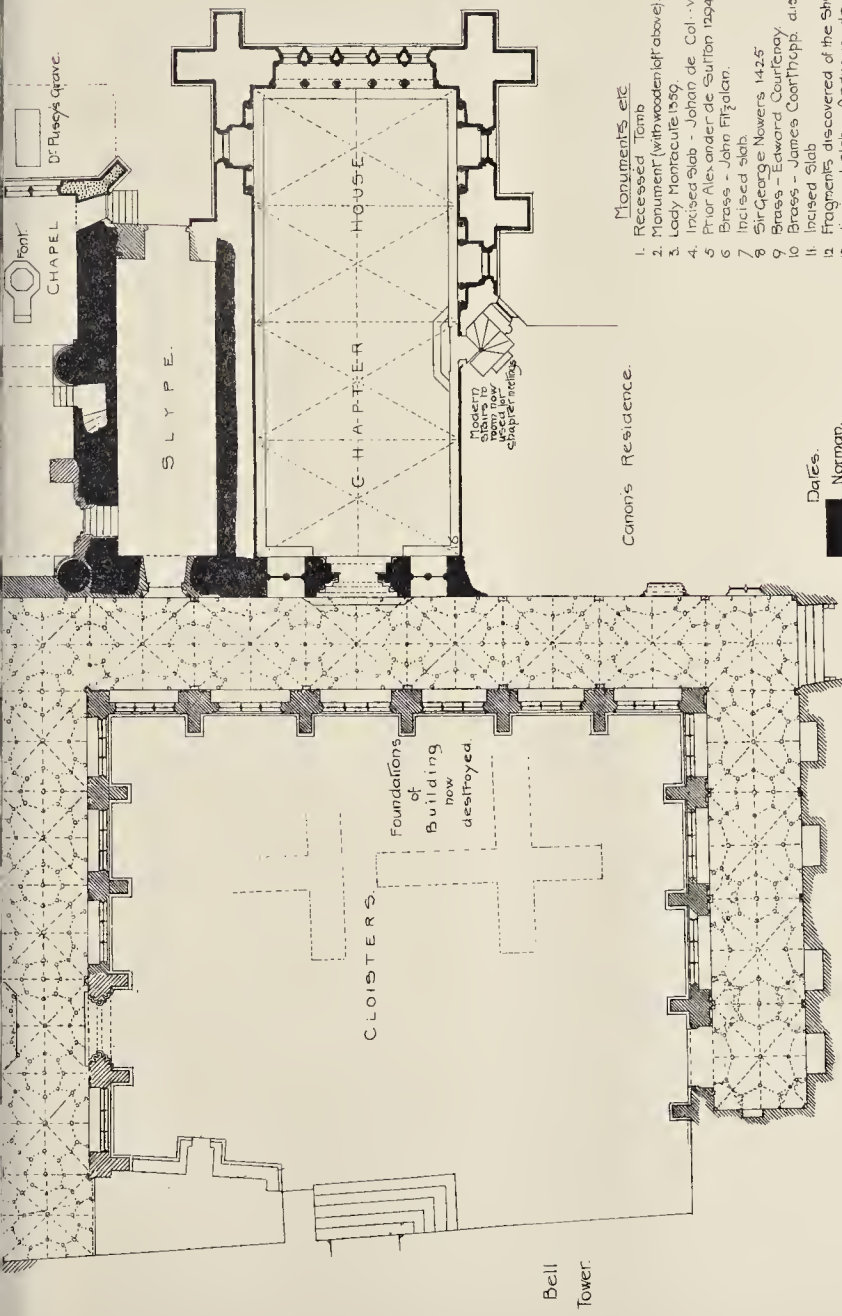 Dr Pusey's Grave.
Font
CHAPEL
SLYPE.
CHAPTER HOUSE
Modern
stairs to
room now
used for
chapter meetings
Canon's Residence.
Foundations
of
Building
now
destroyed.
CLOISTERS
Bell
Tower.
Monuments etc
1. Recessed Tomb
2. Monument (with wooden loft above)
3. Lady Montacute 1359.
4. Incised Slab - Johan de Col
5 Prior Alexander de Sutton 1294
6 Brass - John Fitzalan.
7 Incised slab.
8 Sir George Nowers 1425
9 Brass - Edward Courtenay.
10 Brass - James Coorthopp. d. 15
11. Incised Slab
12 Fragments discovered of the Sh
Dates.
Norman.